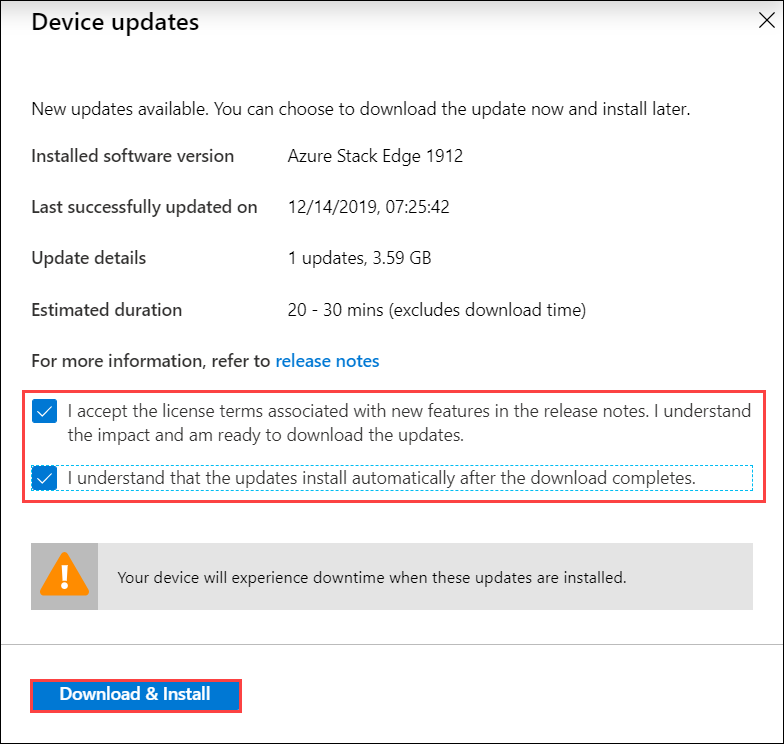 Device updates
New updates available. You can choose to download the update now and install later.
Installed software version Azure Stack Edge 1912
Last successfully updated on 12/14/2019, 07:25:42
Update details 1 updates, 3.59 GB
Estimated duration 20 - 30 mins (excludes download time)
For more information, refer to release notes
I accept the license terms associated with new features in the release notes. I understand
the impact and am ready to download the updates.
I understand that the updates install automatically after the download completes.
Your device will experience downtime when these updates are installed.
Download & Install